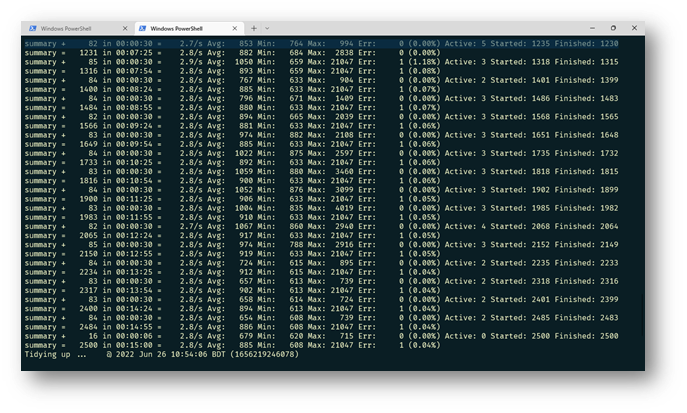 Windows PowerShell
Windows PowerShell
summary + 82 in 00:00:30 = 2.7/s Avg: 853 Min: 764 Max: 994 Err: 0 (0.00%) Active: 5 Started: 1235 Finished: 1230
summary = 1231 in 00:07:25 = 2.8/s Avg: 882 Min: 684 Max: 2838 Err: 0 (0.00%)
summary + 85 in 00:00:30 = 2.9/s Avg: 1050 Min: 659 Max: 21047 Err: 1 (1.18%) Active: 3 Started: 1318 Finished: 1315
summary = 1316 in 00:07:54 = 2.8/s Avg: 893 Min: 659 Max: 21047 Err: 1 (0.08%)
summary + 84 in 00:00:30 = 2.8/s Avg: 767 Min: 633 Max: 904 Err: 0 (0.00%) Active: 2 Started: 1401 Finished: 1399
summary = 1400 in 00:08:24 = 2.8/s Avg: 885 Min: 633 Max: 21047 Err: 1 (0.07%)
summary + 84 in 00:00:30 = 2.8/s Avg: 796 Min: 671 Max: 1409 Err: 0 (0.00%) Active: 3 Started: 1486 Finished: 1483
summary = 1484 in 00:08:55 = 2.8/s Avg: 880 Min: 633 Max: 21047 Err: 1 (0.07%)
summary + 82 in 00:00:30 = 2.8/s Avg: 894 Min: 665 Max: 2039 Err: 0 (0.00%) Active: 3 Started: 1568 Finished: 1565
summary = 1566 in 00:09:24 = 2.8/s Avg: 881 Min: 633 Max: 21047 Err: 1 (0.06%)
summary + 83 in 00:00:30 = 2.8/s Avg: 974 Min: 882 Max: 2108 Err: 0 (0.00%) Active: 3 Started: 1651 Finished: 1648
summary = 1649 in 00:09:54 = 2.8/s Avg: 885 Min: 633 Max: 21047 Err: 1 (0.06%)
summary + 84 in 00:00:30 = 2.8/s Avg: 1022 Min: 875 Max: 2597 Err: 0 (0.00%) Active: 3 Started: 1735 Finished: 1732
summary = 1733 in 00:10:25 = 2.8/s Avg: 892 Min: 633 Max: 21047 Err: 1 (0.06%)
summary + 83 in 00:00:30 = 2.8/s Avg: 1059 Min: 880 Max: 3460 Err: 0 (0.00%) Active: 3 Started: 1818 Finished: 1815
summary = 1816 in 00:10:54 = 2.8/s Avg: 900 Min: 633 Max: 21047 Err: 1 (0.06%)
summary + 84 in 00:00:30 = 2.8/s Avg: 1052 Min: 876 Max: 3099 Err: 0 (0.00%) Active: 3 Started: 1902 Finished: 1899
summary = 1900 in 00:11:25 = 2.8/s Avg: 906 Min: 633 Max: 21047 Err: 1 (0.05%)
summary + 83 in 00:00:30 = 2.8/s Avg: 1004 Min: 835 Max: 4019 Err: 0 (0.00%) Active: 3 Started: 1985 Finished: 1982
summary = 1983 in 00:11:55 = 2.8/s Avg: 910 Min: 633 Max: 21047 Err: 1 (0.05%)
summary + 82 in 00:00:30 = 2.7/s Avg: 1067 Min: 860 Max: 2940 Err: 0 (0.00%) Active: 4 Started: 2068 Finished: 2064
summary = 2065 in 00:12:24 = 2.8/s Avg: 917 Min: 633 Max: 21047 Err: 1 (0.05%)
summary + 85 in 00:00:30 = 2.8/s Avg: 974 Min: 788 Max: 2916 Err: 0 (0.00%) Active: 3 Started: 2152 Finished: 2149
summary = 2150 in 00:12:55 = 2.8/s Avg: 919 Min: 633 Max: 21047 Err: 1 (0.05%)
summary + 84 in 00:00:30 = 2.8/s Avg: 724 Min: 615 Max: 895 Err: 0 (0.00%) Active: 2 Started: 2235 Finished: 2233
summary = 2234 in 00:13:25 = 2.8/s Avg: 912 Min: 615 Max: 21047 Err: 1 (0.04%)
summary + 83 in 00:00:30 = 2.8/s Avg: 657 Min: 613 Max: 739 Err: 0 (0.00%) Active: 2 Started: 2318 Finished: 2316
summary = 2317 in 00:13:54 = 2.8/s Avg: 902 Min: 613 Max: 21047 Err: 1 (0.04%)
summary + 83 in 00:00:30 = 2.8/s Avg: 658 Min: 614 Max: 724 Err: 0 (0.00%) Active: 2 Started: 2401 Finished: 2399
summary = 2400 in 00:14:24 = 2.8/s Avg: 894 Min: 613 Max: 21047 Err: 1 (0.04%)
summary + 84 in 00:00:30 = 2.8/s Avg: 654 Min: 608 Max: 739 Err: 0 (0.00%) Active: 2 Started: 2485 Finished: 2483
summary = 2484 in 00:14:55 = 2.8/s Avg: 886 Min: 608 Max: 21047 Err: 1 (0.04%)
summary + 16 in 00:00:06 = 2.8/s Avg: 679 Min: 620 Max: 715 Err: 0 (0.00%) Active: 0 Started: 2500 Finished: 2500
summary = 2500 in 00:15:00 = 2.8/s Avg: 885 Min: 608 Max: 21047 Err: 1 (0.04%)
Tidying up ... @ 2022 Jun 26 10:54:06 BDT (1656219246078)